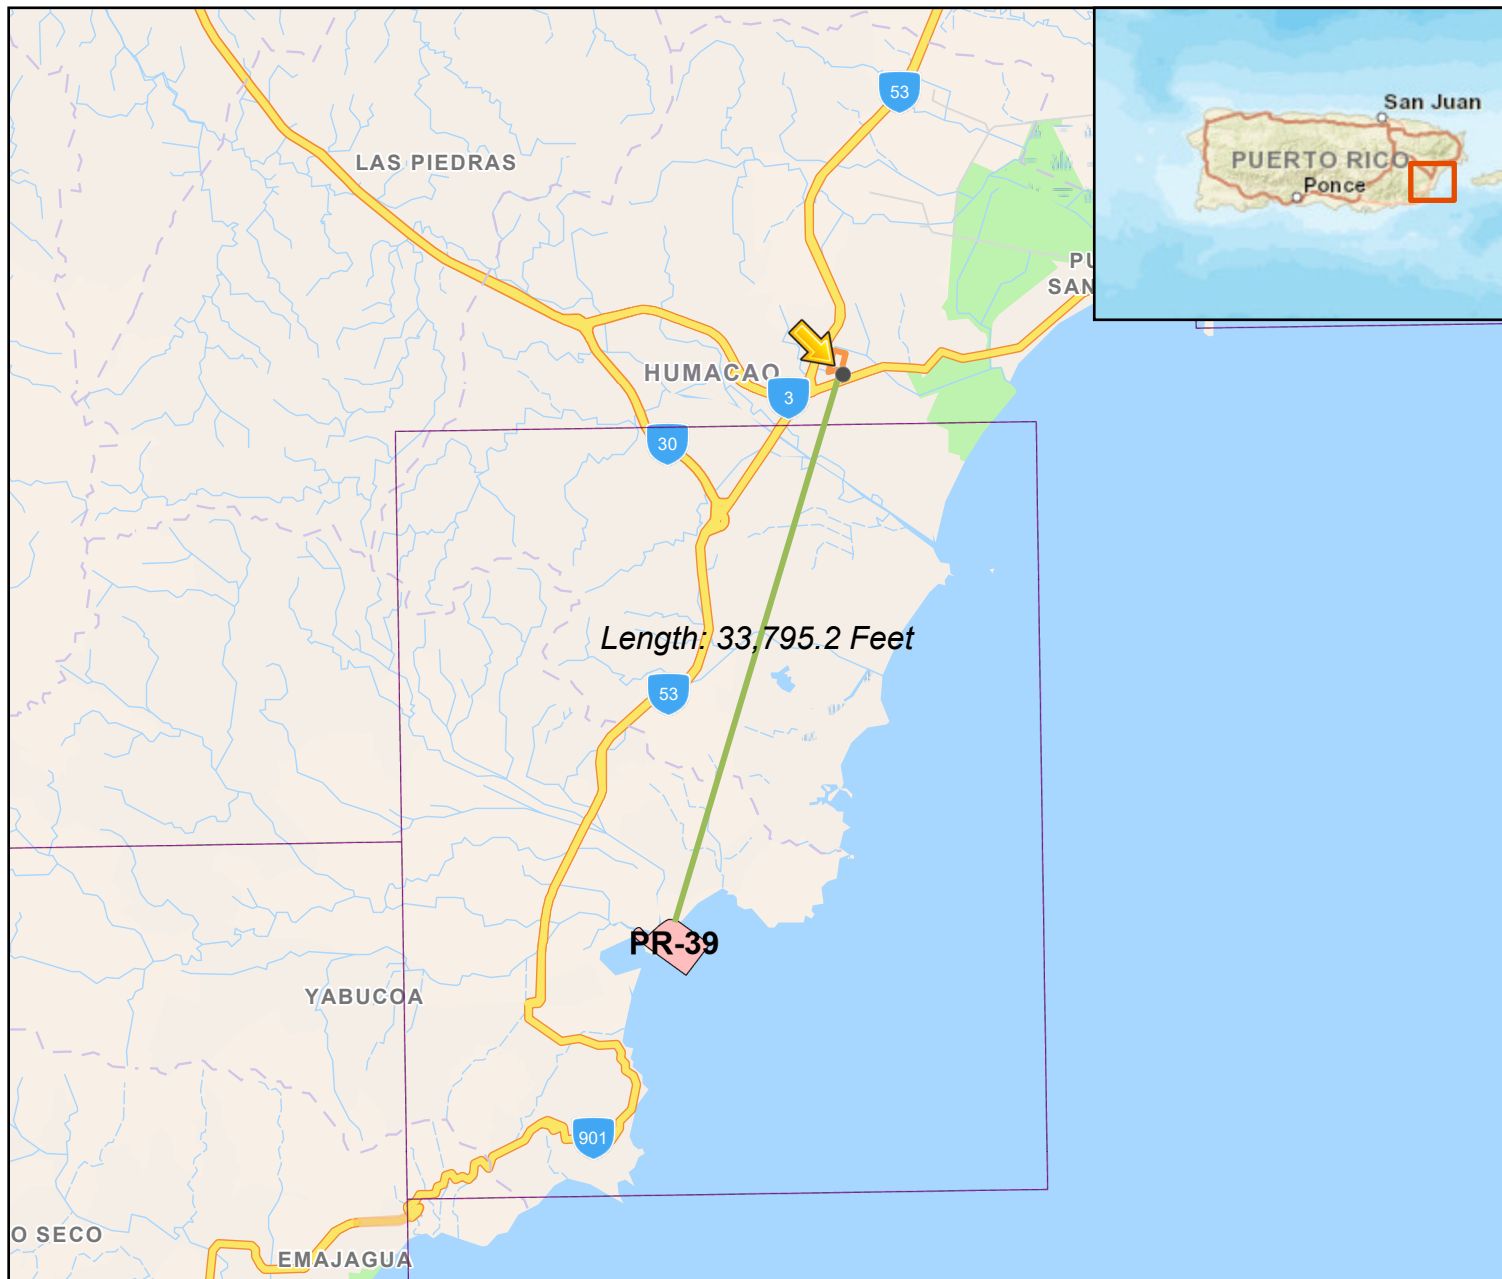 53
San Juan
PUERTO RICO
Ponce
LAS PIEDRAS
PU
SAN
HUMACAO
3
30
Length: 33,795.2 Feet
53
PR-39
YABUCOA
901
O SECO
EMAJAGUA